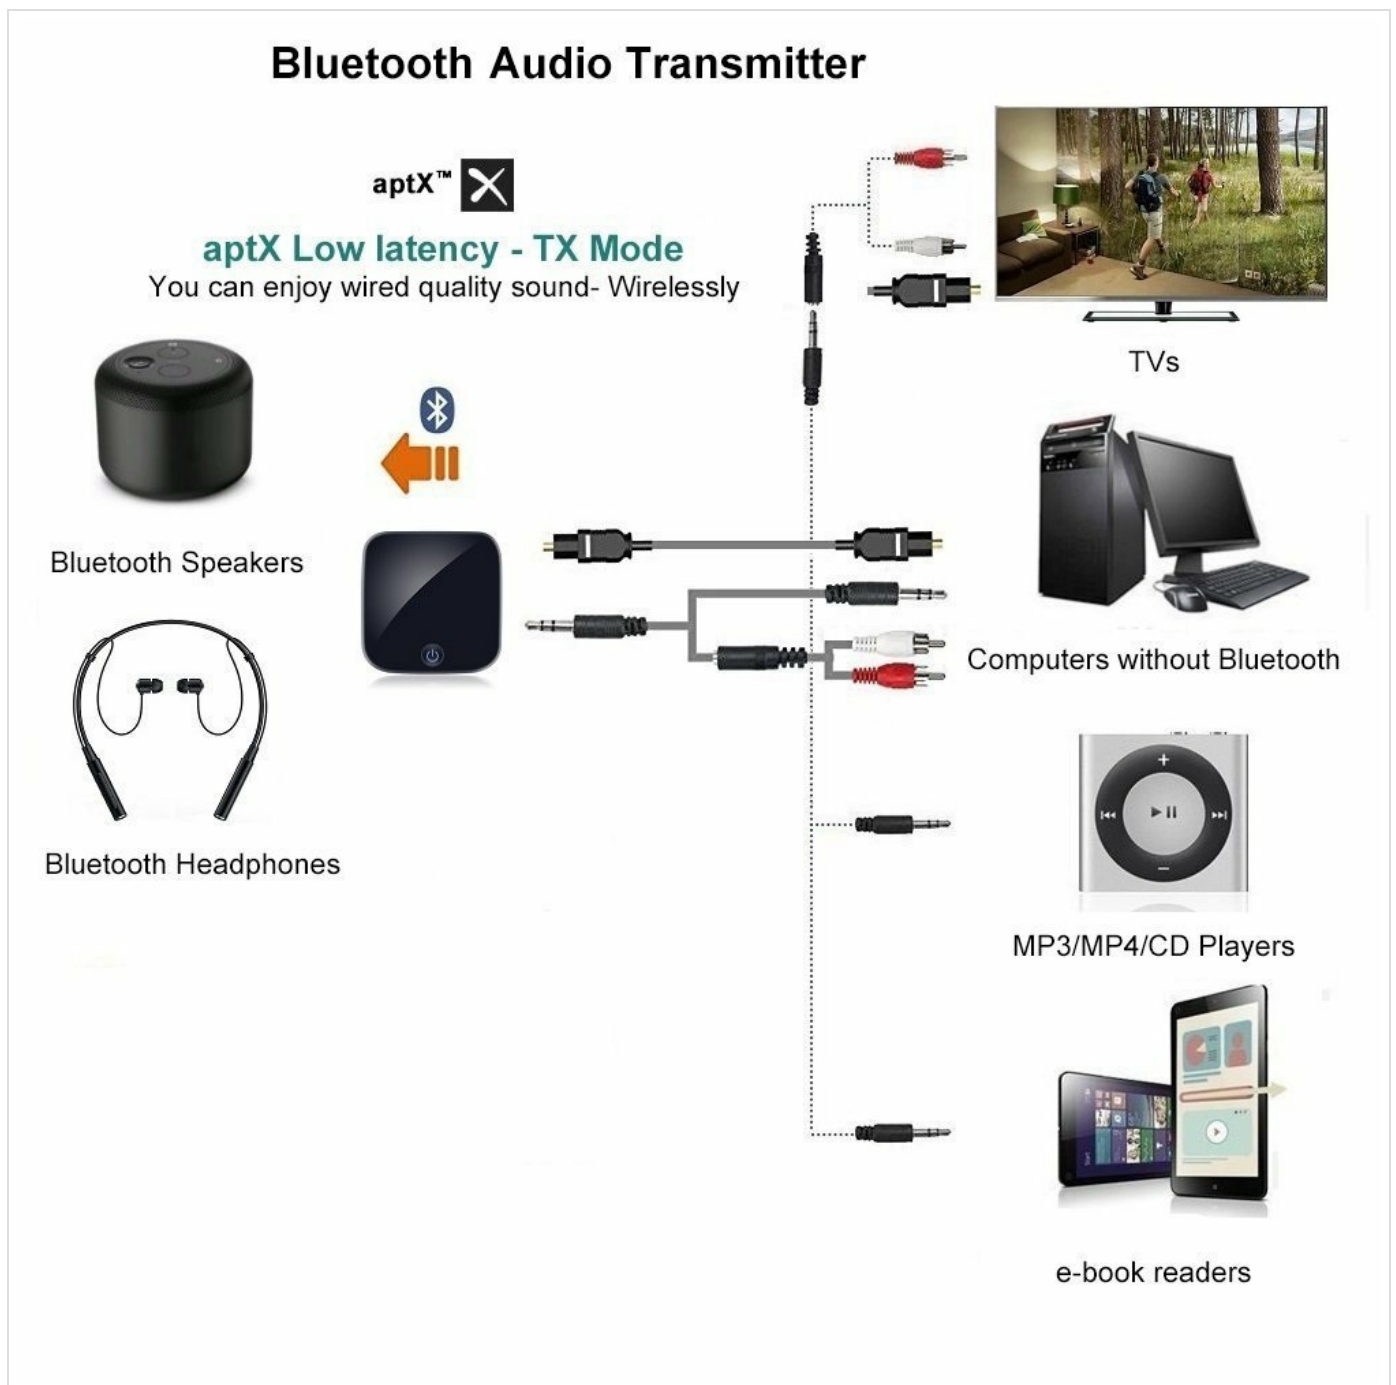 Bluetooth Audio Transmitter
aptX™
aptX Low latency - TX Mode
You can enjoy wired quality sound- Wirelessly
TVs
Bluetooth Speakers
Computers without Bluetooth
Bluetooth Headphones
MP3/MP4/CD Players
Start
e-book readers